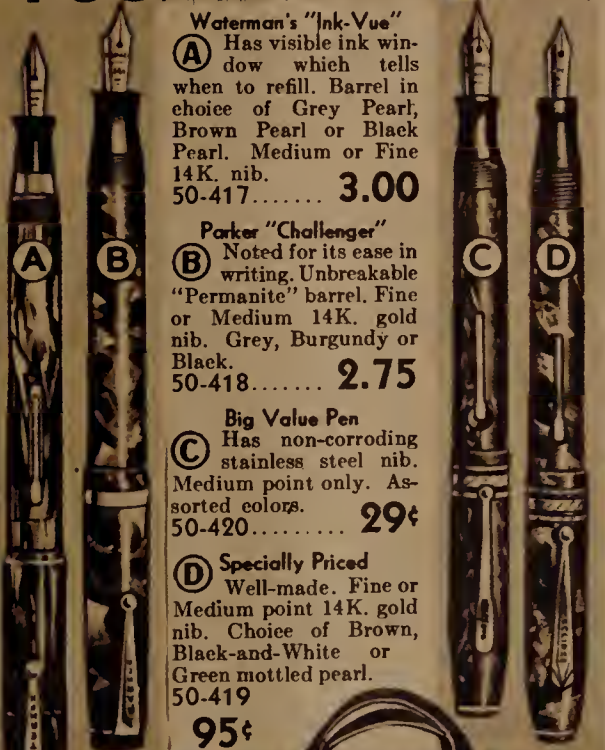 Waterman's "Ink-Vue"
A Has visible ink win-
dow which tells
when to refill. Barrel in
choice of Grey Pearl,
Brown Pearl or Black
Pearl. Medium or Fine
14K. nib.
50-417....... 3.00
Parker "Challenger"
B Noted for its ease in
writing. Unbreakable
"Permanite" barrel. Fine
or Medium 14K. gold
nib. Grey, Burgundy or
Black.
50-418....... 2.75
Big Value Pen
C Has non-corroding
stainless steel nib.
Medium point only. As-
sorted colors.
50-420......... 29¢
D Specially Priced
Well-made. Fine or
Medium point 14K. gold
nib. Choice of Brown,
Black-and-White or
Green mottled pearl.
50-419
95¢
A
B
C
D